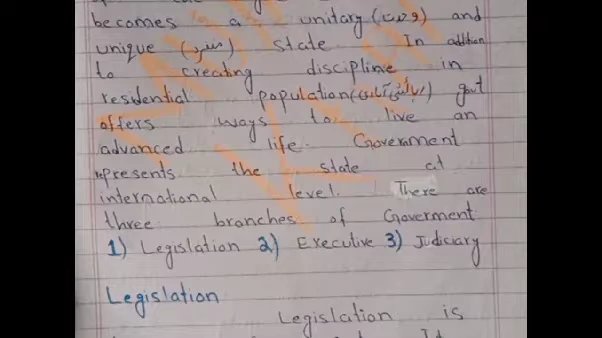 becomes a unitary (وحدت) and
unique (منفرد) state. In addition
to creating discipline in
residential population (رہائشی آبادی) govt
offers ways to live an
advanced life. Government
represents the state at
international level. There are
three branches of Goverment
1) Legislation 2) Executive 3) Judiciary
Legislation
Legislation is